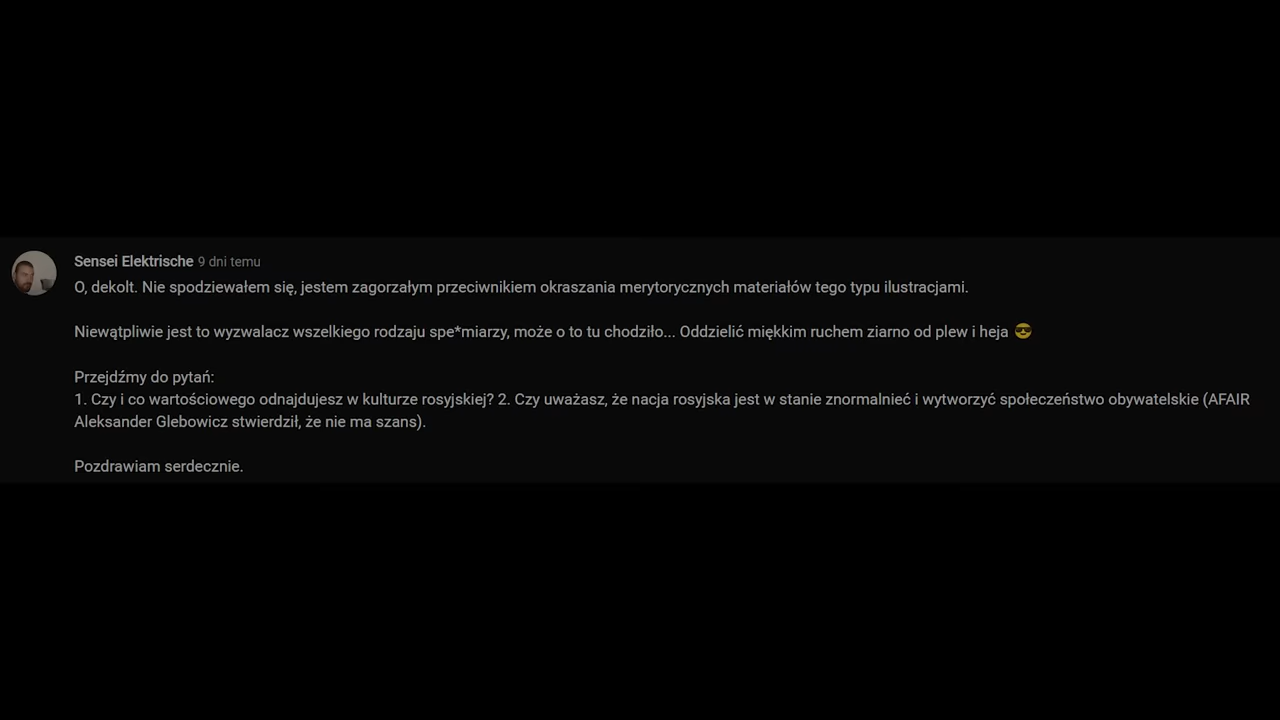 Sensei Elektrische 9 dni temu
O, dekolt. Nie spodziewałem się, jestem zagorzałym przeciwnikiem okraszania merytorycznych materiałów tego typu ilustracjami.
Niewątpliwie jest to wyzwalacz wszelkiego rodzaju spe*miarzy, może o to tu chodziło... Oddzielić miękkim ruchem ziarno od plew i heja 😎
Przejdźmy do pytań:
1. Czy i co wartościowego odnajdujesz w kulturze rosyjskiej? 2. Czy uważasz, że nacja rosyjska jest w stanie znormalnieć i wytworzyć społeczeństwo obywatelskie (AFAIR
Aleksander Glebowicz stwierdził, że nie ma szans).
Pozdrawiam serdecznie.